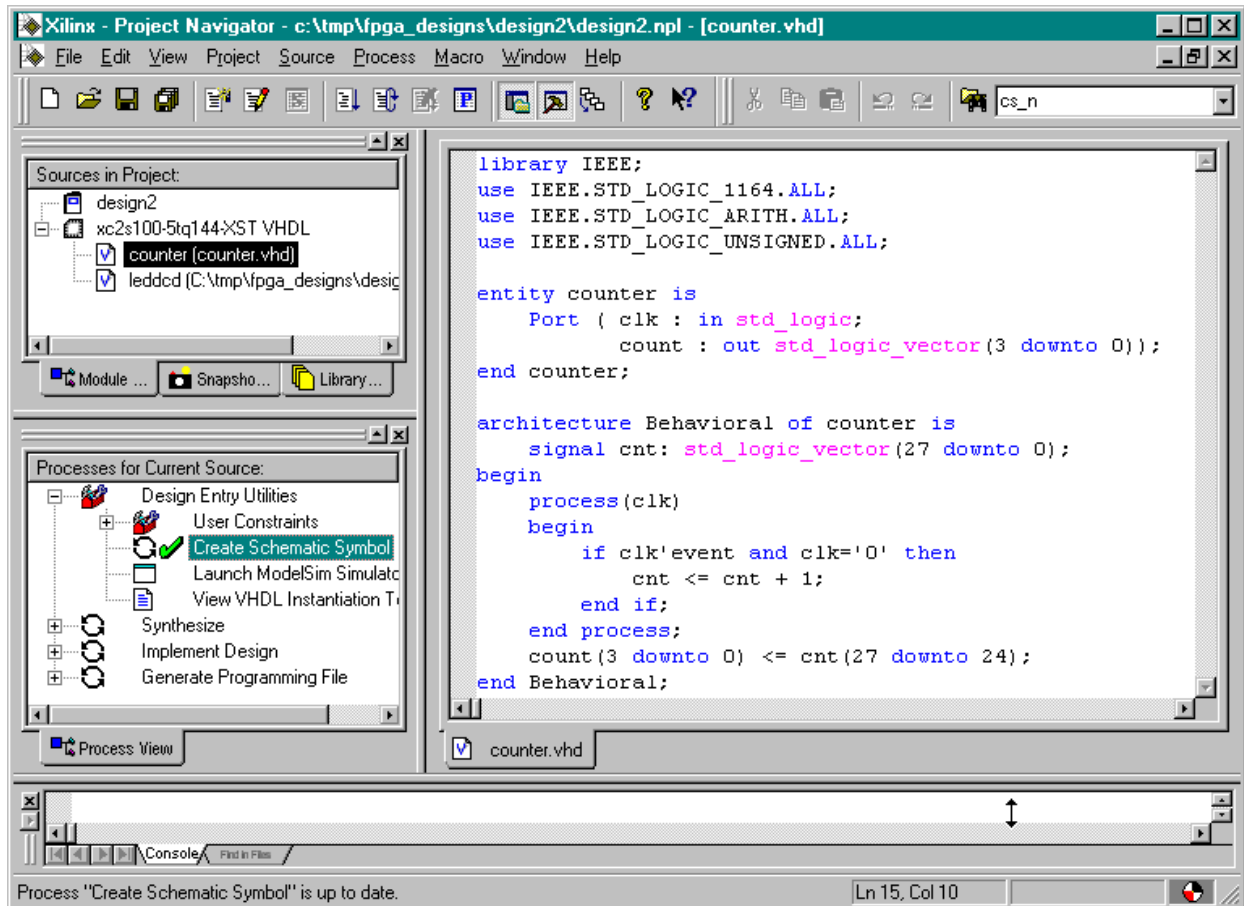 Xilinx - Project Navigator - c:\tmp\fpga_designs\design2\design2.npl - [counter.vhd]
File Edit View Project Source Process Macro Window Help
cs_n
Sources in Project:
design2
xc2s100-5tq144-XST VHDL
counter (counter.vhd)
leddcd (C:\tmp\fpga_designs\desig
Module ... Snapsho... Library...
Processes for Current Source:
Design Entry Utilities
User Constraints
Create Schematic Symbol
Launch ModelSim Simulato
View VHDL Instantiation T
Synthesize
Implement Design
Generate Programming File
Process View
library IEEE;
use IEEE.STD_LOGIC_1164.ALL;
use IEEE.STD_LOGIC_ARITH.ALL;
use IEEE.STD_LOGIC_UNSIGNED.ALL;
entity counter is
Port ( clk : in std_logic;
count : out std_logic_vector(3 downto 0));
end counter;
architecture Behavioral of counter is
signal cnt: std_logic_vector(27 downto 0);
begin
process(clk)
begin
if clk'event and clk='0' then
cnt <= cnt + 1;
end if;
end process;
count(3 downto 0) <= cnt(27 downto 24);
end Behavioral;
counter.vhd
Console Find in Files
Process "Create Schematic Symbol" is up to date.
Ln 15, Col 10